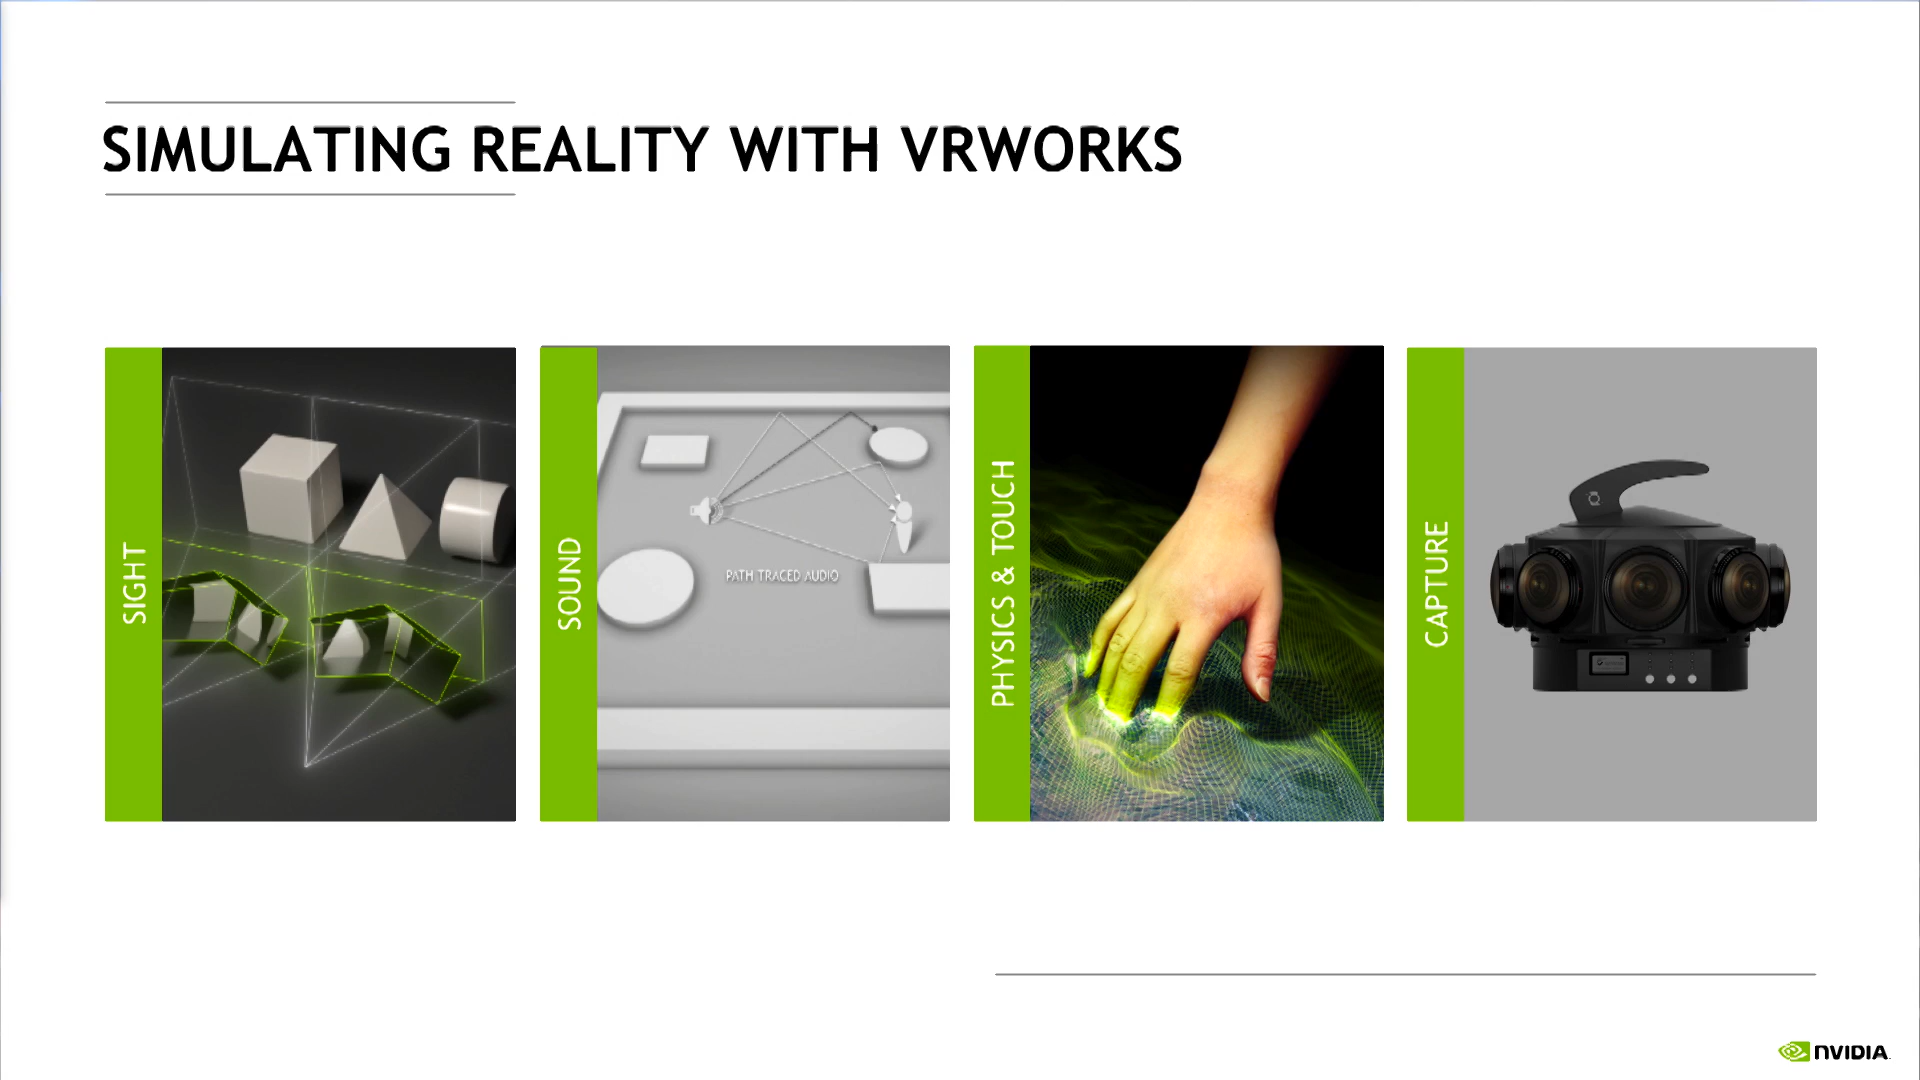 SIMULATING REALITY WITH VRWORKS
SIGHT
SOUND
PATH TRACED AUDIO
PHYSICS & TOUCH
CAPTURE
NVIDIA